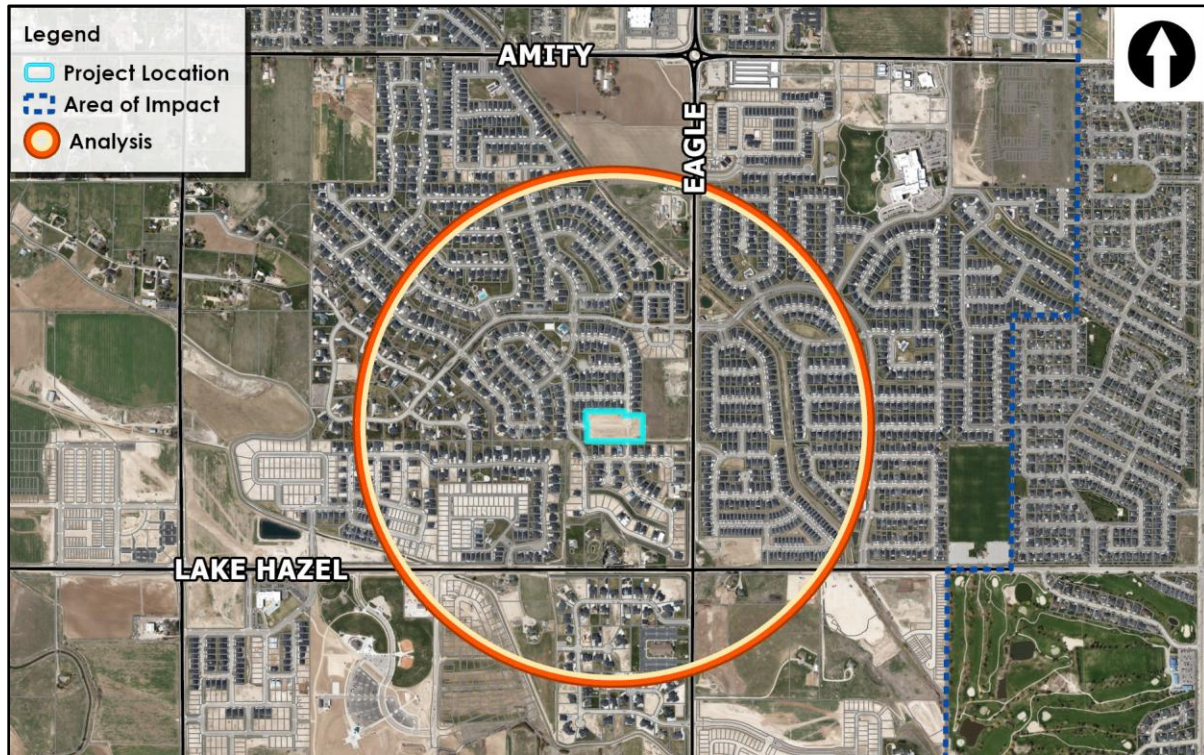 Legend
Project Location
Area of Impact
Analysis
AMITY
EAGLE
LAKE HAZEL